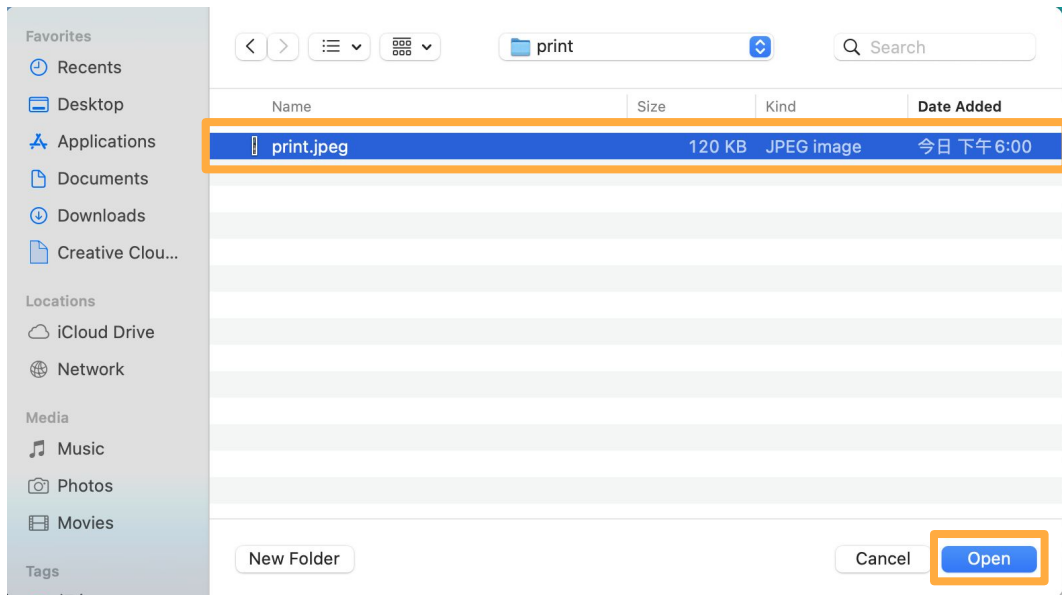 Favorites
Recents
Desktop
Applications
Documents
Downloads
Creative Clou...
Locations
iCloud Drive
Network
Media
Music
Photos
Movies
Tags
print
Search
Name Size Kind Date Added
print.jpeg 120 KB JPEG image 今日 下午6:00
New Folder Cancel Open